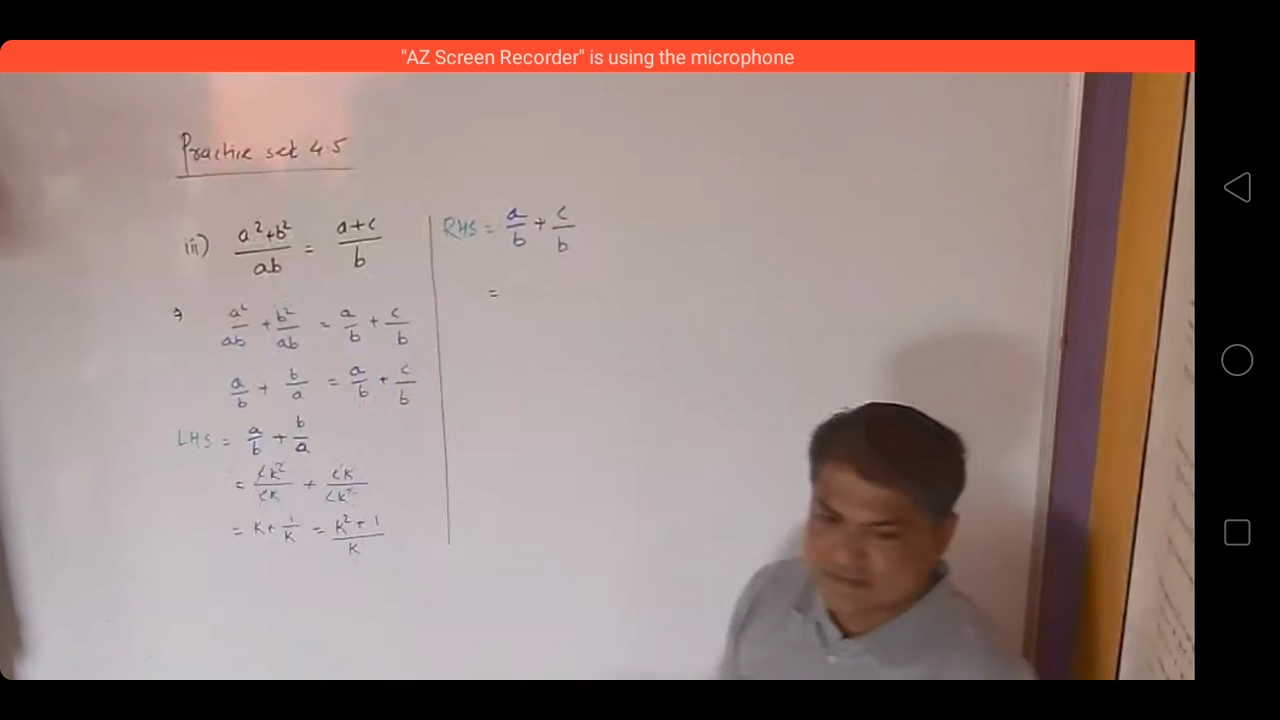 "AZ Screen Recorder" is using the microphone
Practice set 4.5
iii) a²+b²/ab = a+c/b
a²/ab + b²/ab = a/b + c/b
a/b + b/a = a/b + c/b
LHS = a/b + b/a
= ck²/ck + ck/ck²
= k + 1/k = k²+1/k
RHS = a/b + c/b
=